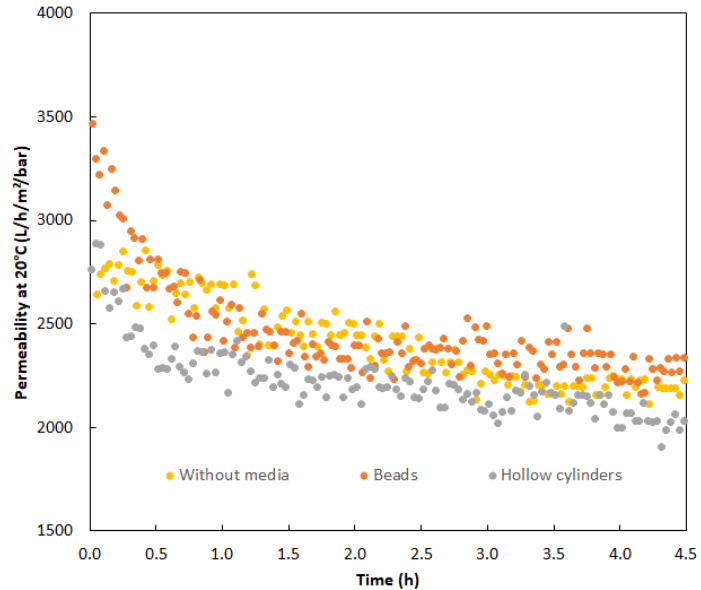 4000
3500
3000
2500
2000
1500
Permeability at 20°C (L/h/m²/bar)
Without media
Beads
Hollow cylinders
0.0 0.5 1.0 1.5 2.0 2.5 3.0 3.5 4.0 4.5
Time (h)